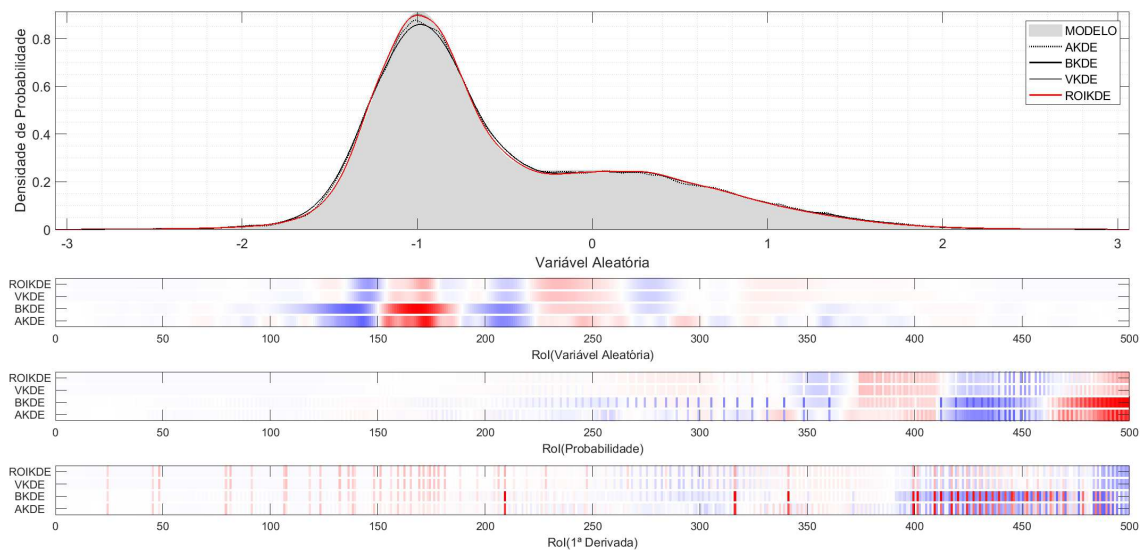 Densidade de Probabilidade
0.8
0.6
0.4
0.2
0
-3 -2 -1 0 1 2 3
Variável Aleatória
MODELO
AKDE
BKDE
VKDE
ROIKDE
ROIKDE
VKDE
BKDE
AKDE
0 50 100 150 200 250 300 350 400 450 500
RoI(Variável Aleatória)
ROIKDE
VKDE
BKDE
AKDE
0 50 100 150 200 250 300 350 400 450 500
RoI(Probabilidade)
ROIKDE
VKDE
BKDE
AKDE
0 50 100 150 200 250 300 350 400 450 500
RoI(1ª Derivada)